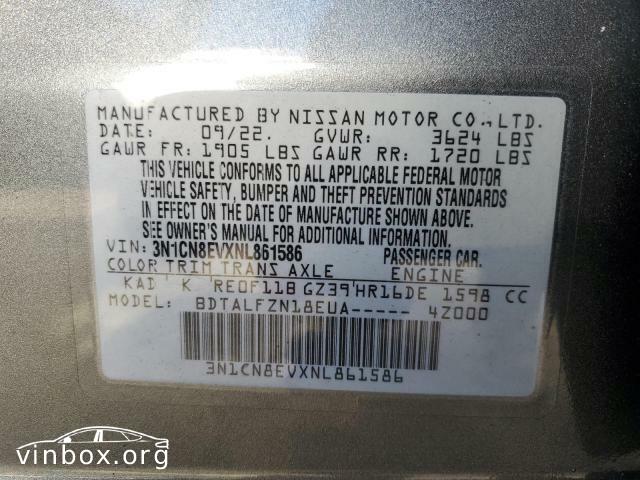 MANUFACTURED BY NISSAN MOTOR CO.,LTD.
DATE: 09/22. GVWR: 3624 LBS
GAWR FR: 1905 LBS GAWR RR: 1720 LBS
THIS VEHICLE CONFORMS TO ALL APPLICABLE FEDERAL MOTOR
VEHICLE SAFETY, BUMPER AND THEFT PREVENTION STANDARDS
IN EFFECT ON THE DATE OF MANUFACTURE SHOWN ABOVE.
SEE OWNER'S MANUAL FOR ADDITIONAL INFORMATION.
VIN: 3N1CN8EVXNL861586 PASSENGER CAR.
COLOR TRIM TRANS AXLE ENGINE
KAD ' K ' RE0F11B GZ39'HR16DE 1598 CC
MODEL: BDTALFZN18EUA----- 4Z000
3N1CN8EVXNL861586
vinbox.org